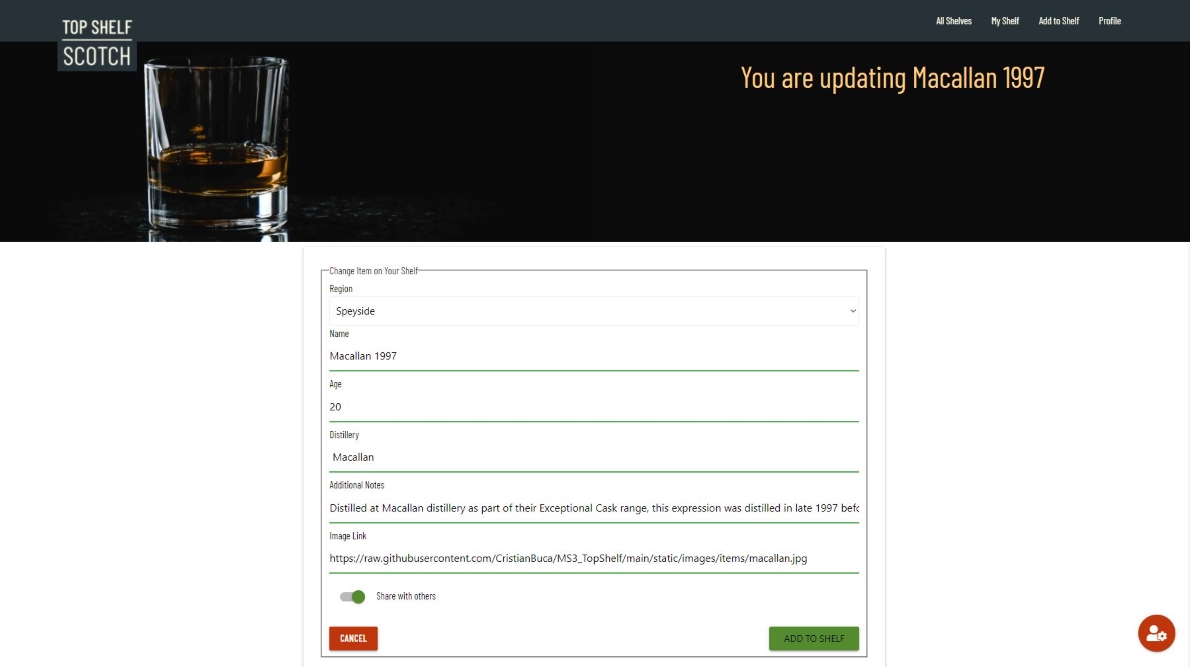 TOP SHELF
SCOTCH
All Shelves My Shelf Add to Shelf Profile
You are updating Macallan 1997
Change Item on Your Shelf
Region
Speyside
Name
Macallan 1997
Age
20
Distillery
Macallan
Additional Notes
Distilled at Macallan distillery as part of their Exceptional Cask range, this expression was distilled in late 1997 befo
Image Link
https://raw.githubusercontent.com/CristianBuca/MS3_TopShelf/main/static/images/items/macallan.jpg
Share with others
CANCEL ADD TO SHELF